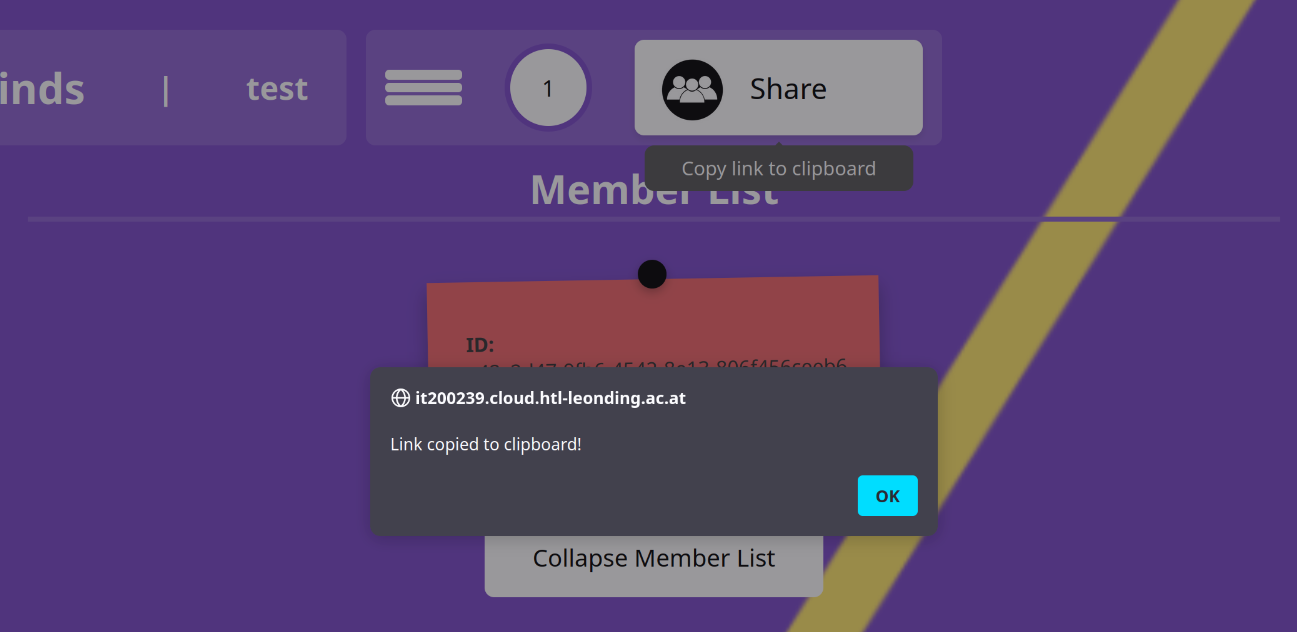 inds | test
1
Share
Copy link to clipboard
Member List
ID:
it200239.cloud.htl-leonding.ac.at
Link copied to clipboard!
OK
Collapse Member List